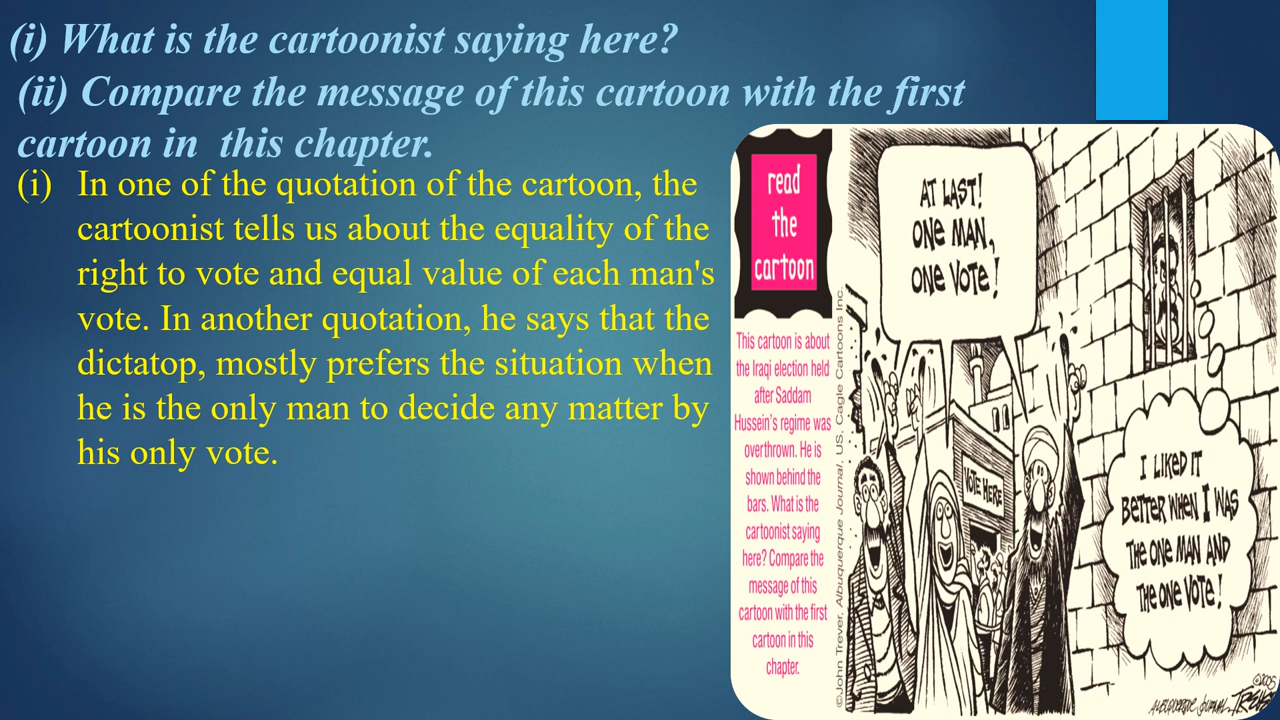 (i) What is the cartoonist saying here?
(ii) Compare the message of this cartoon with the first
cartoon in this chapter.
(i) In one of the quotation of the cartoon, the
cartoonist tells us about the equality of the
right to vote and equal value of each man's
vote. In another quotation, he says that the
dictatop, mostly prefers the situation when
he is the only man to decide any matter by
his only vote.
read
the
cartoon
This cartoon is about
the Iraqi election held
after Saddam
Hussein's regime was
overthrown. He is
shown behind the
bars. What is the
cartoonist saying
here? Compare the
message of this
cartoon with the first
cartoon in this
chapter.
©John Trever, Albuquerque Journal, US, Cagle Cartoons Inc.
AT LAST!
ONE MAN,
ONE VOTE!
VOTE HERE
I LIKED IT
BETTER WHEN I WAS
THE ONE MAN AND
THE ONE VOTE!
©2005
ALBUQUERQUE JOURNAL TREVER